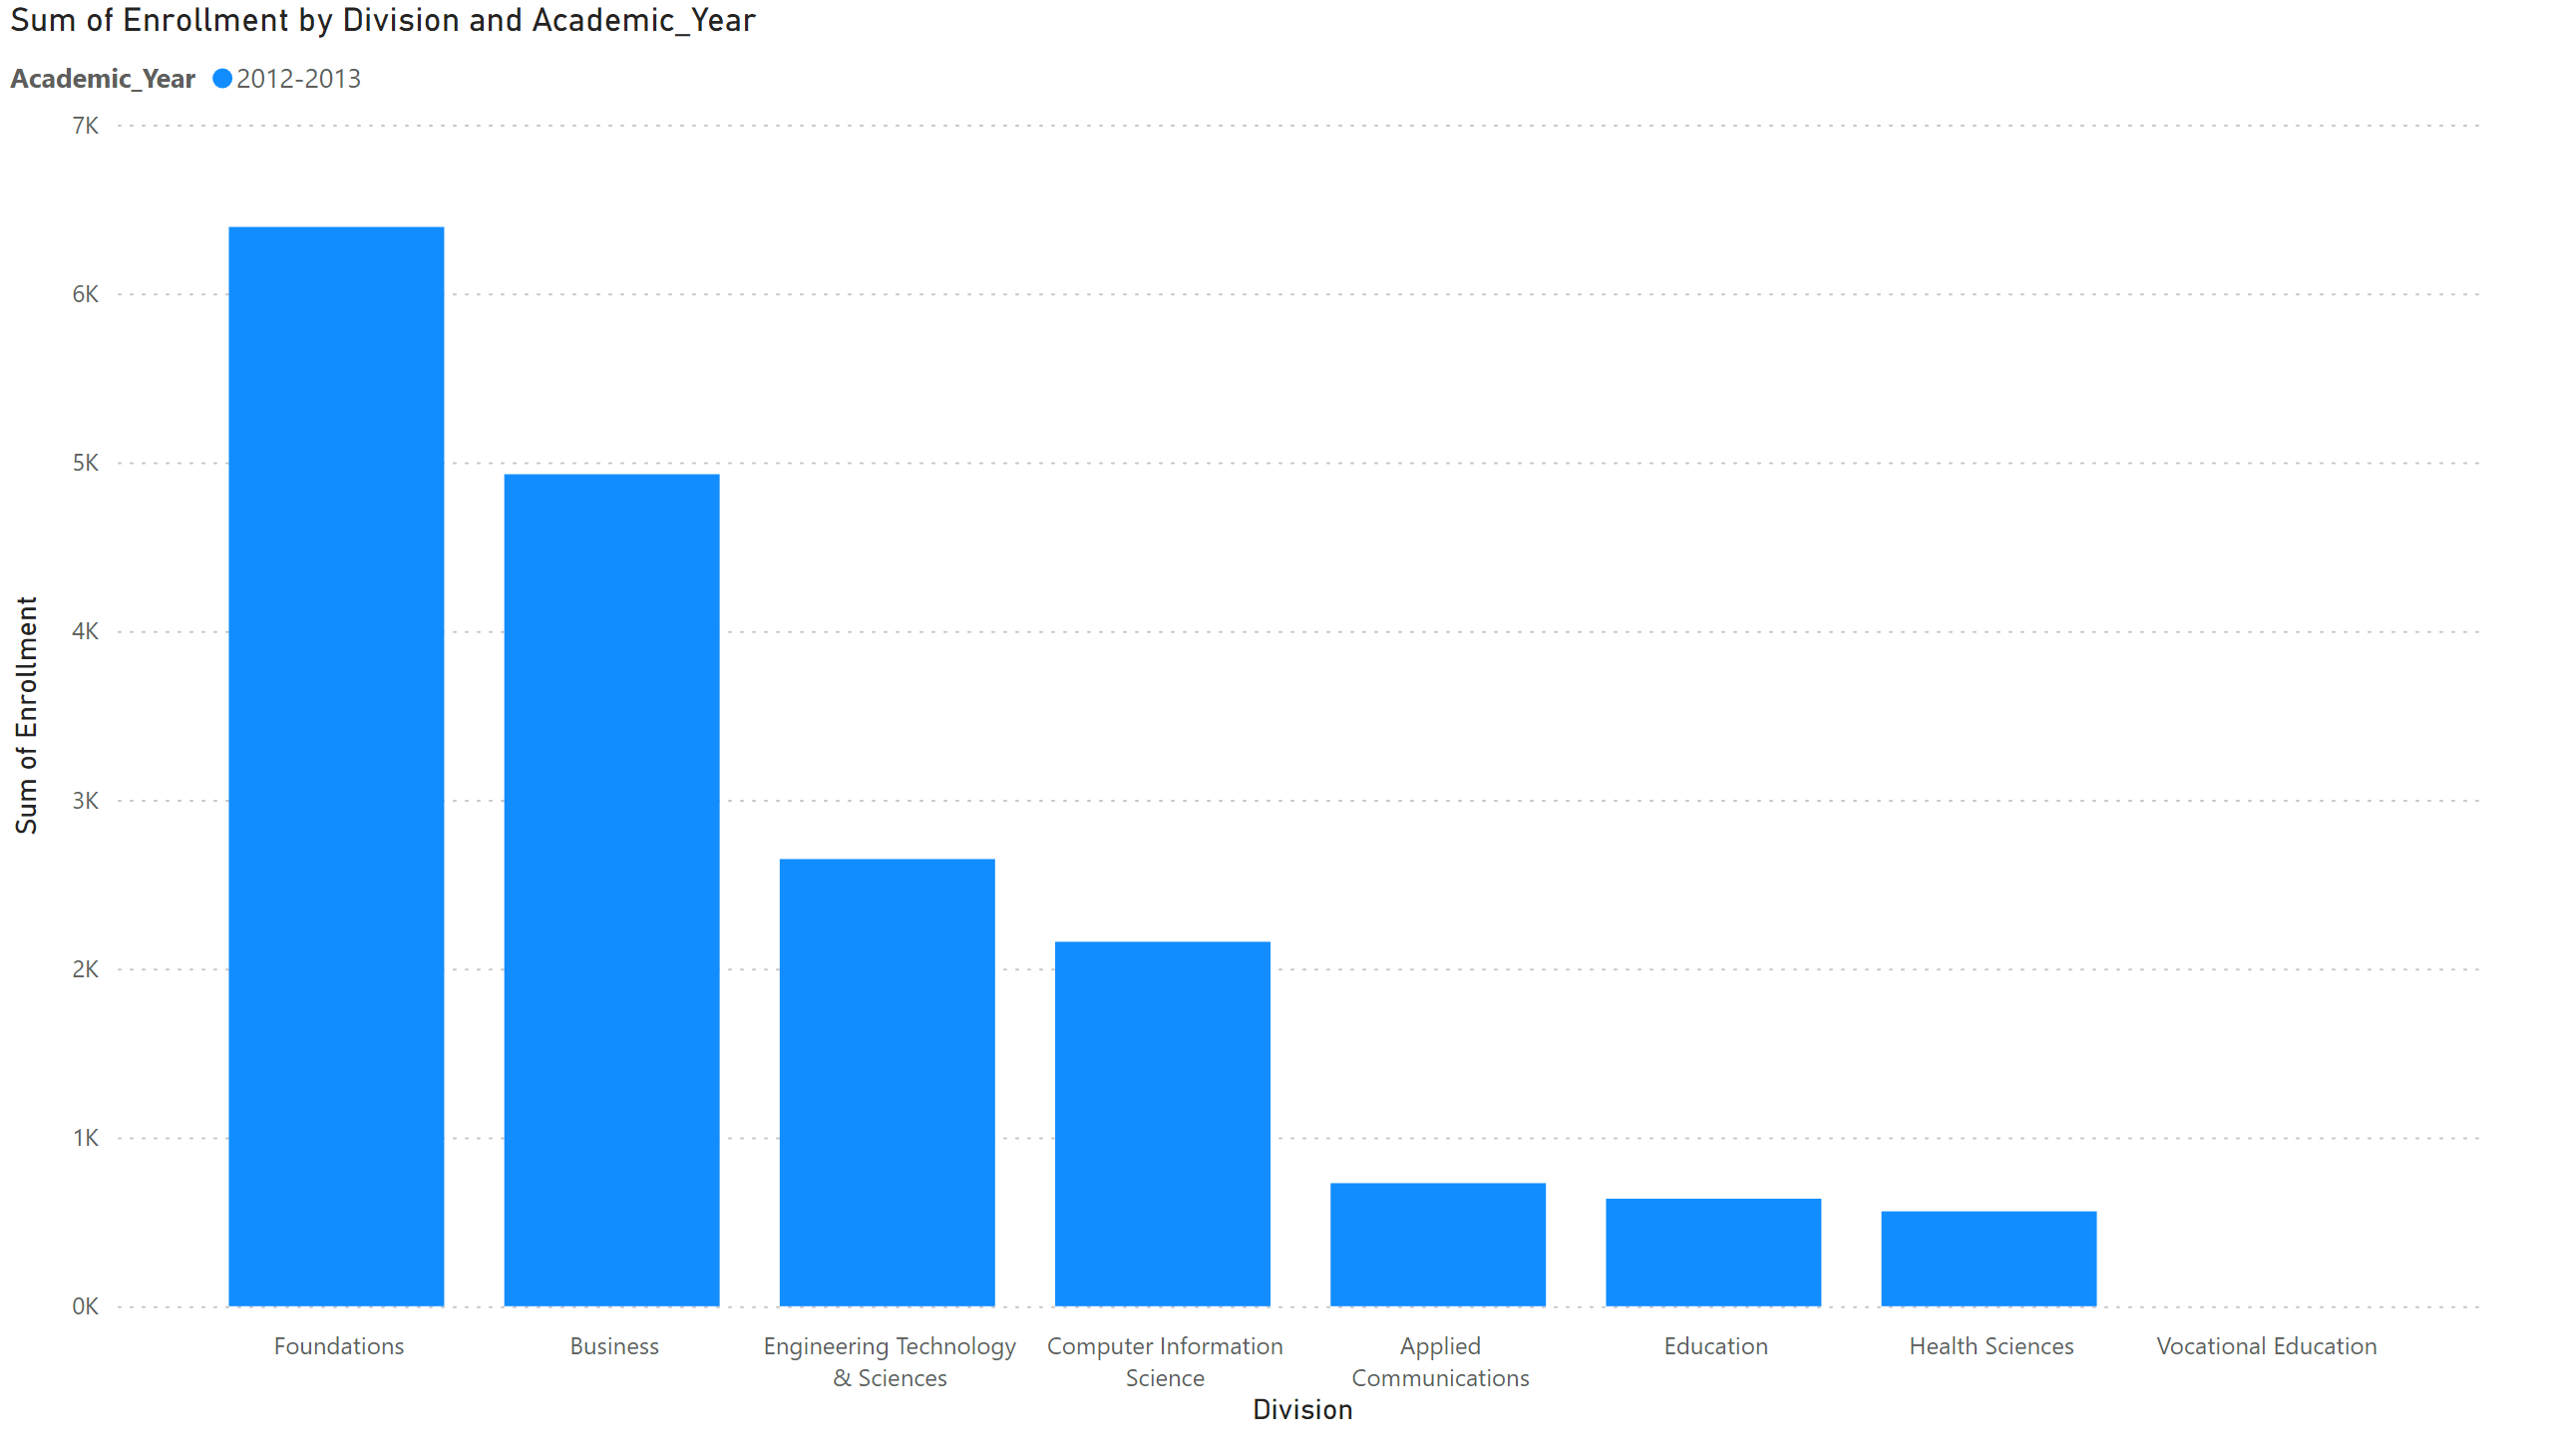 Sum of Enrollment by Division and Academic_Year
Academic_Year 2012-2013
7K
6K
5K
4K
3K
2K
1K
0K
Sum of Enrollment
Foundations
Business
Engineering Technology
& Sciences
Computer Information
Science
Applied
Communications
Education
Health Sciences
Vocational Education
Division